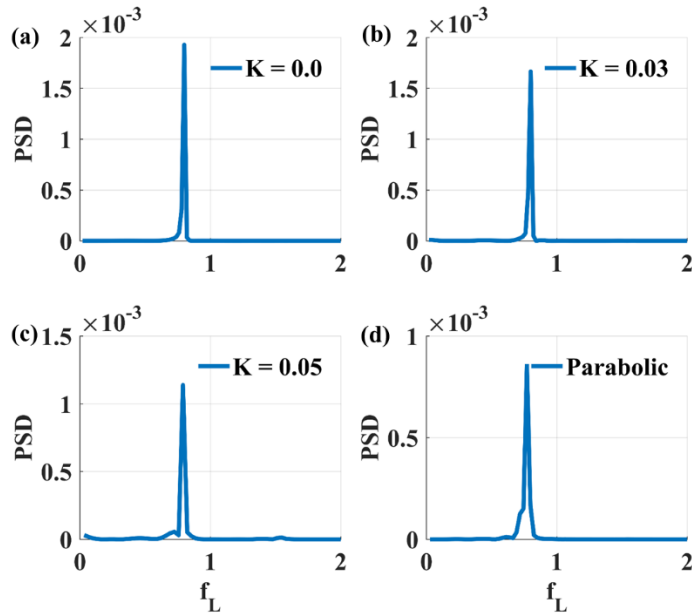 (a)
×10⁻³
2
1.5
1
0.5
0
PSD
K = 0.0
0 1 2
(b)
×10⁻³
2
1.5
1
0.5
0
PSD
K = 0.03
0 1 2
(c)
×10⁻³
1.5
1
0.5
0
PSD
K = 0.05
0 1 2
f_L
(d)
×10⁻³
1
0.5
0
PSD
Parabolic
0 1 2
f_L